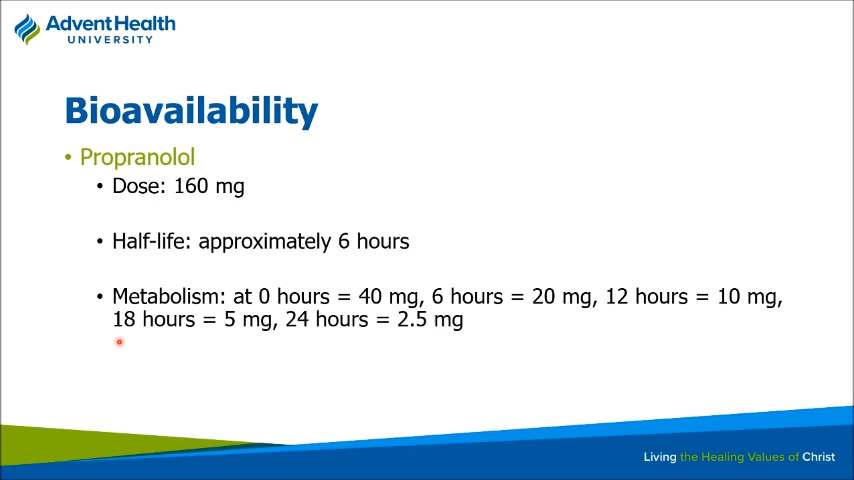 AdventHealth
UNIVERSITY
Bioavailability
• Propranolol
• Dose: 160 mg
• Half-life: approximately 6 hours
• Metabolism: at 0 hours = 40 mg, 6 hours = 20 mg, 12 hours = 10 mg,
18 hours = 5 mg, 24 hours = 2.5 mg
Living the Healing Values of Christ